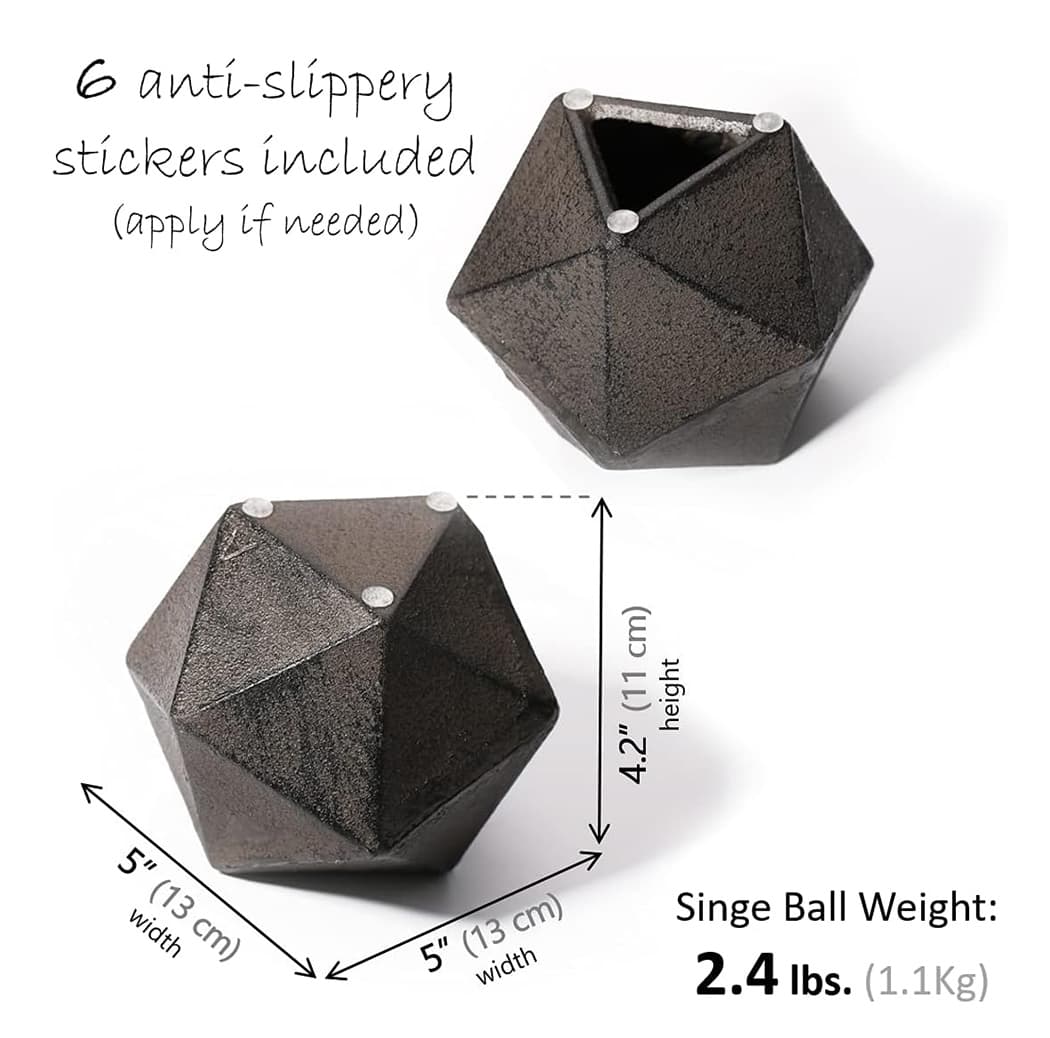 6 anti-slippery
stickers included
(apply if needed)
4.2" (11 cm)
height
5" (13 cm)
width
5" (13 cm)
width
Singe Ball Weight:
2.4 lbs. (1.1Kg)